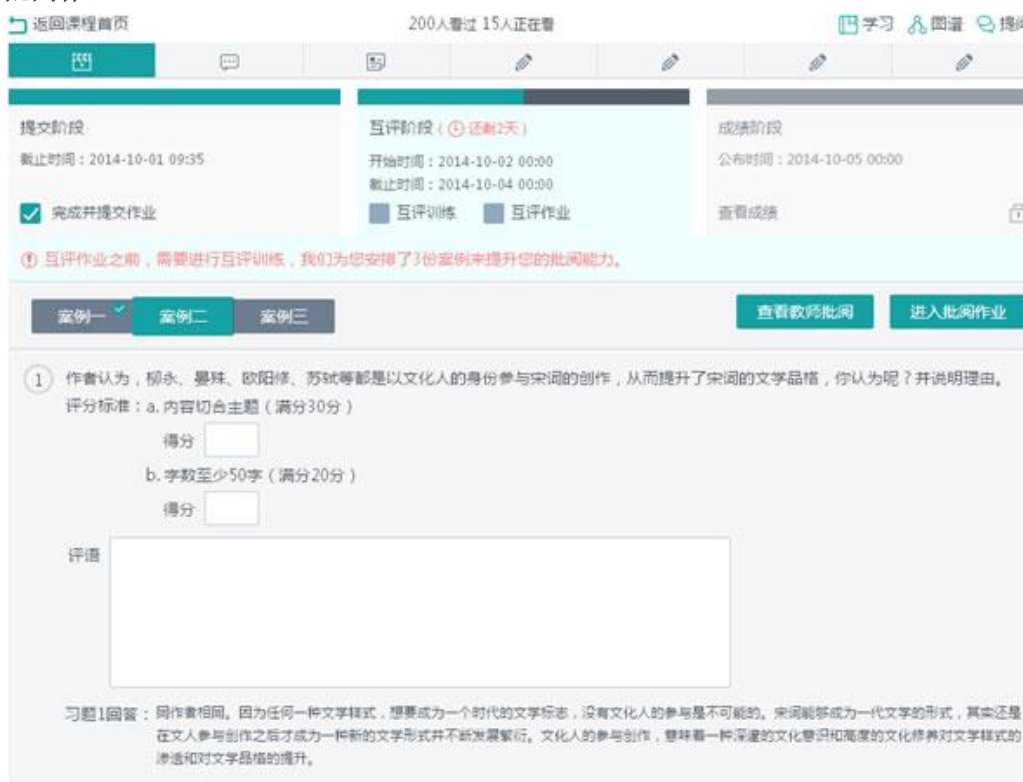 返回课程首页 200人看过 15人正在看 学习 图谱 提问
提交阶段 互评阶段（还剩2天） 成绩阶段
截止时间：2014-10-01 09:35 开始时间：2014-10-02 00:00 公布时间：2014-10-05 00:00
截止时间：2014-10-04 00:00
完成并提交作业 互评训练 互评作业 查看成绩
互评作业之前，需要进行互评训练，我们为您安排了3份案例来提升您的批阅能力。
案例一 案例二 案例三 查看教师批阅 进入批阅作业
1 作者认为，柳永、晏殊、欧阳修、苏轼等都是以文化人的身份参与宋词的创作，从而提升了宋词的文学品格，你认为呢？并说明理由。
评分标准：a. 内容切合主题（满分30分）
得分
b. 字数至少50字（满分20分）
得分
评语
习题1回答：同作者相同。因为任何一种文学样式，想要成为一个时代的文学标志，没有文化人的参与是不可能的。宋词能够成为一代文学的形式，其实还是
在文人参与创作之后才成为一种新的文学形式并不断发展繁衍。文化人的参与创作，意味着一种深邃的文化意识和高度的文化修养对文学样式的
渗透和对文学品格的提升。